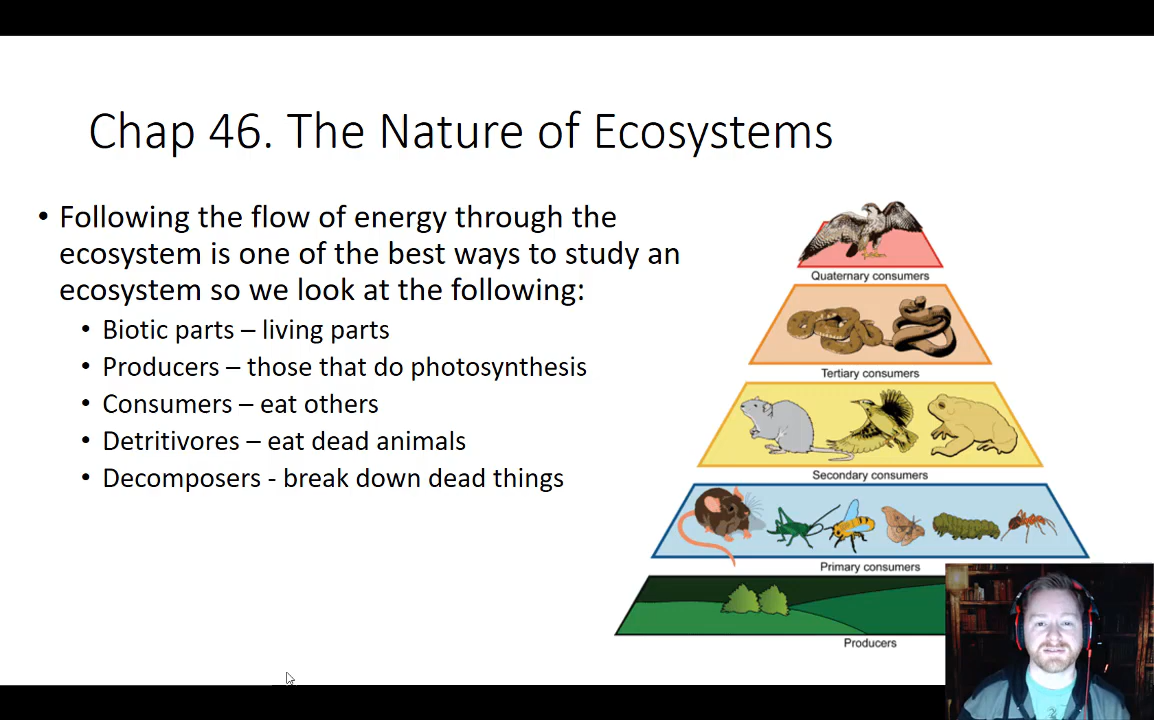 Chap 46. The Nature of Ecosystems
• Following the flow of energy through the
ecosystem is one of the best ways to study an
ecosystem so we look at the following:
• Biotic parts – living parts
• Producers – those that do photosynthesis
• Consumers – eat others
• Detritivores – eat dead animals
• Decomposers - break down dead things
Quaternary consumers
Tertiary consumers
Secondary consumers
Primary consumers
Producers